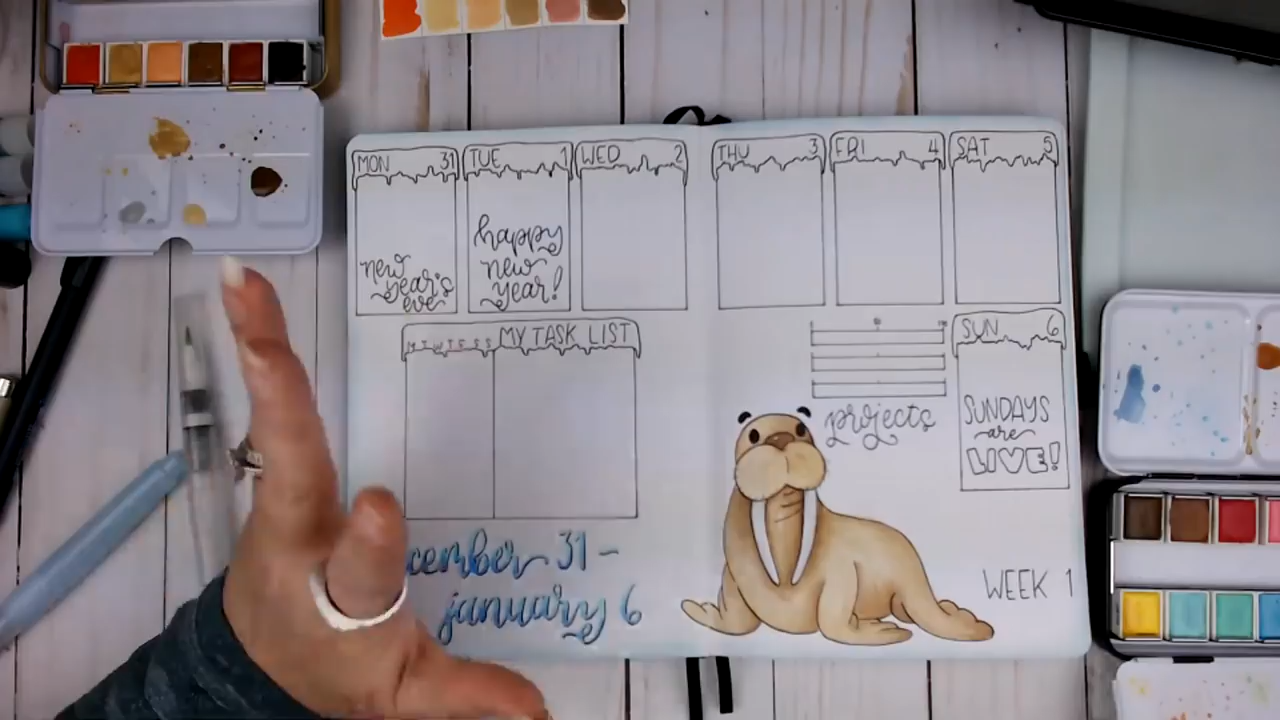 MON 31
TUE 1
WED 2
THU 3
FRI 4
SAT 5
new
year's
eve
happy
new
year!
M T W T F S S MY TASK LIST
SUN 6
SUNDAYS
are
LIVE!
projects
cember 31 -
january 6
WEEK 1